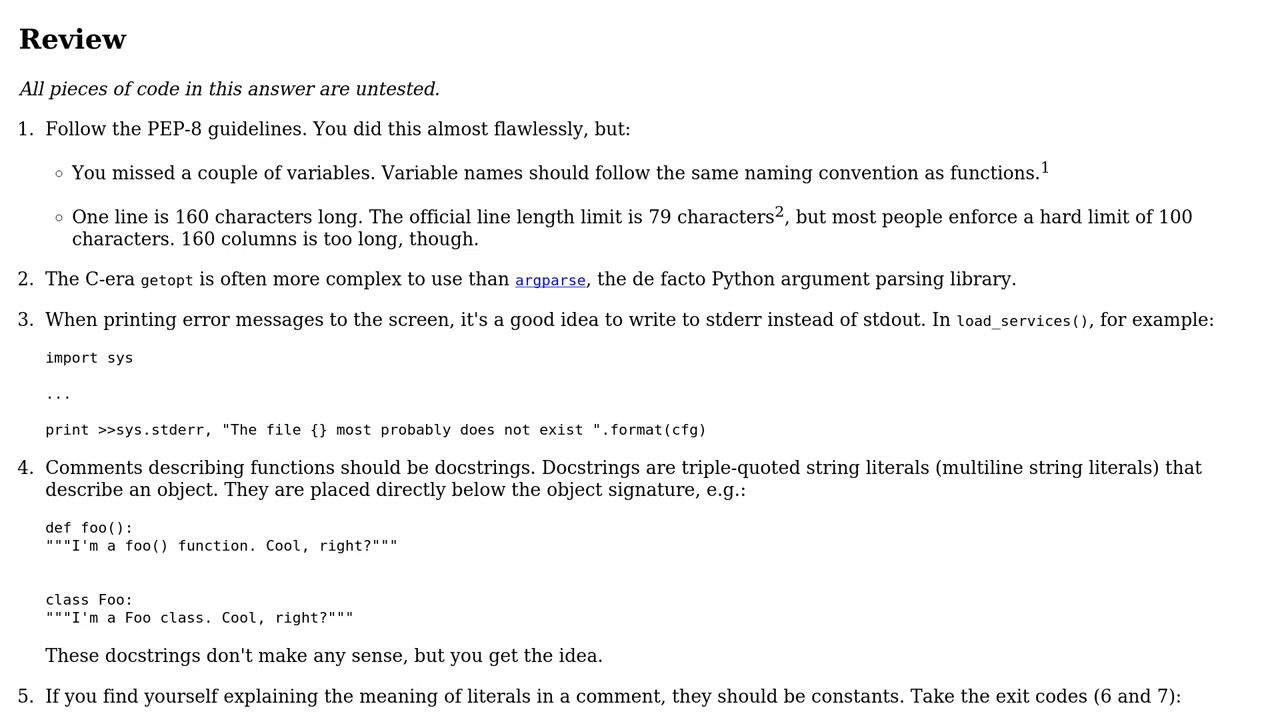 Review
All pieces of code in this answer are untested.
1. Follow the PEP-8 guidelines. You did this almost flawlessly, but:
◦ You missed a couple of variables. Variable names should follow the same naming convention as functions.1
◦ One line is 160 characters long. The official line length limit is 79 characters2, but most people enforce a hard limit of 100
characters. 160 columns is too long, though.
2. The C-era getopt is often more complex to use than argparse, the de facto Python argument parsing library.
3. When printing error messages to the screen, it's a good idea to write to stderr instead of stdout. In load_services(), for example:
import sys
...
print >>sys.stderr, "The file {} most probably does not exist ".format(cfg)
4. Comments describing functions should be docstrings. Docstrings are triple-quoted string literals (multiline string literals) that
describe an object. They are placed directly below the object signature, e.g.:
def foo():
"""I'm a foo() function. Cool, right?"""
class Foo:
"""I'm a Foo class. Cool, right?"""
These docstrings don't make any sense, but you get the idea.
5. If you find yourself explaining the meaning of literals in a comment, they should be constants. Take the exit codes (6 and 7):